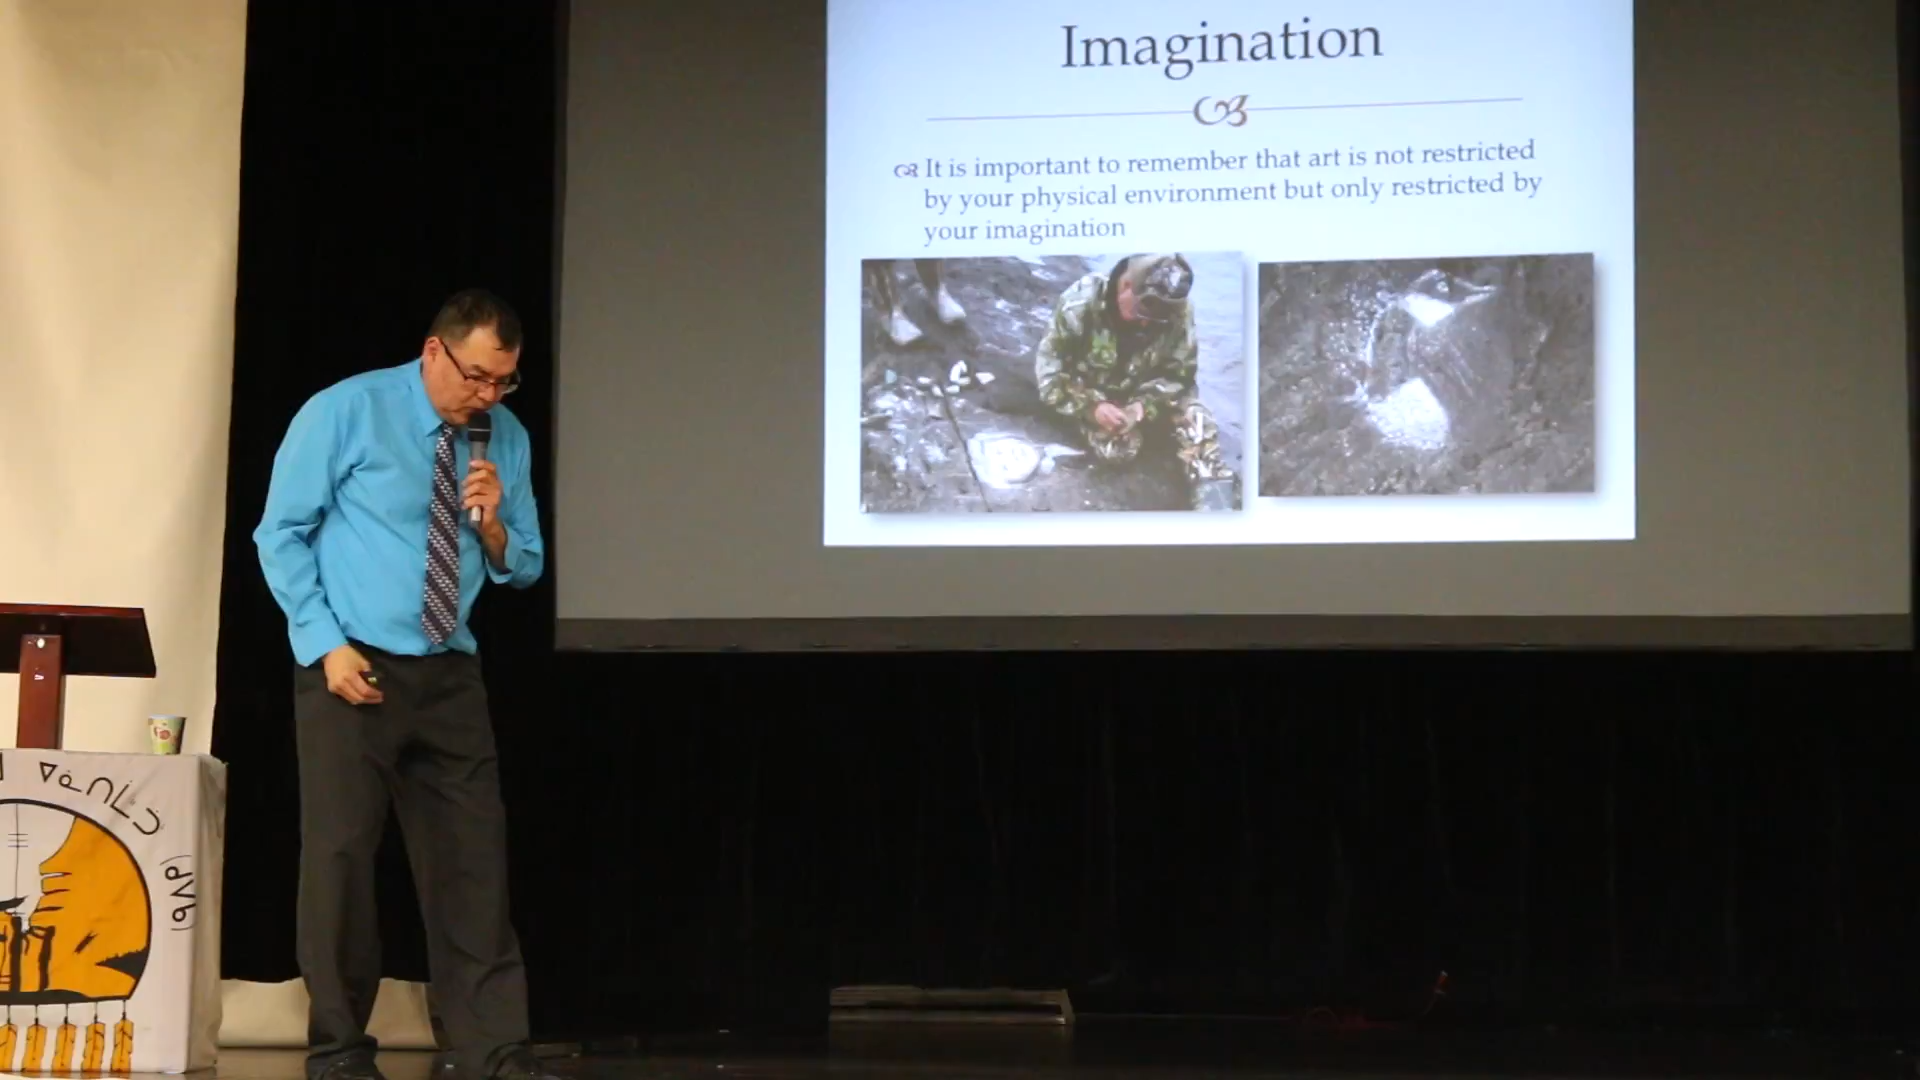 Imagination
It is important to remember that art is not restricted
by your physical environment but only restricted by
your imagination